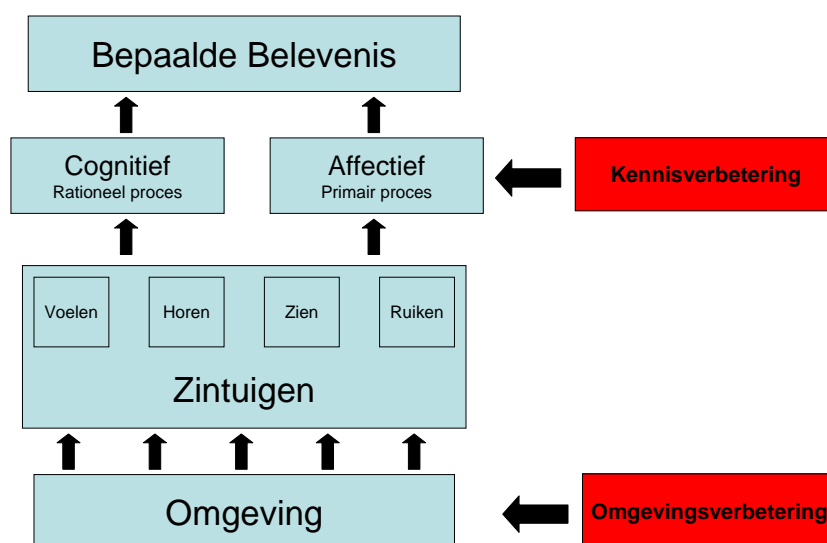 Bepaalde Belevenis
Cognitief
Rationeel proces
Affectief
Primair proces
Kennisverbetering
Voelen
Horen
Zien
Ruiken
Zintuigen
Omgeving
Omgevingsverbetering